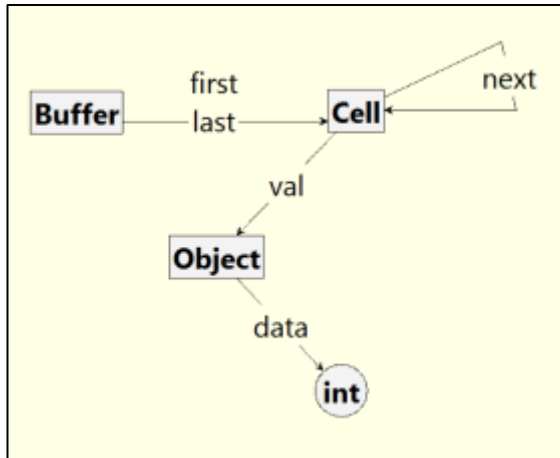 first
next
Buffer
last
Cell
val
Object
data
int